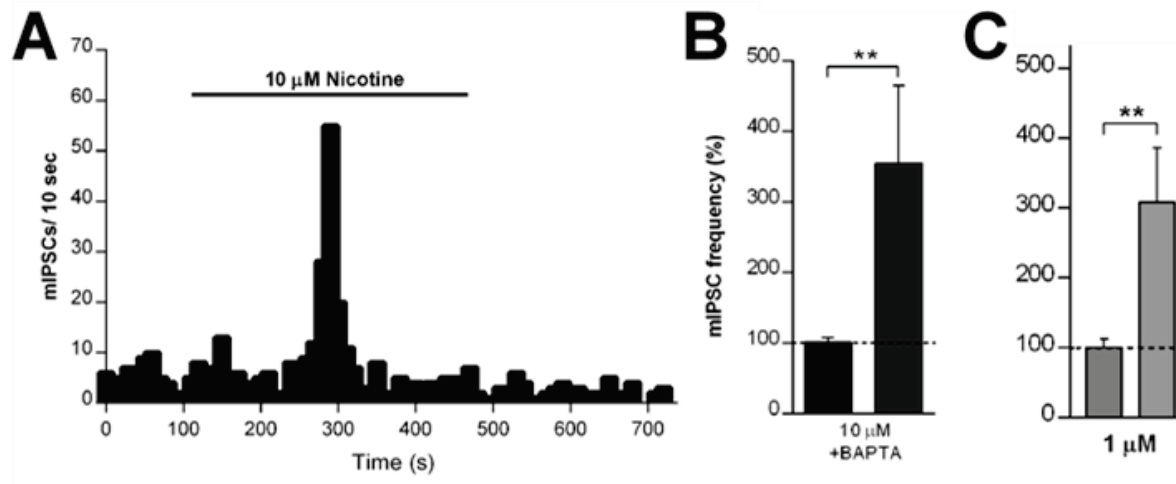 A
70
60
50
40
30
20
10
0
mIPSCs/ 10 sec
10 μM Nicotine
0 100 200 300 400 500 600 700
Time (s)
B
500
400
300
200
100
0
mIPSC frequency (%)
**
10 μM
+BAPTA
C
500
400
300
200
100
0
**
1 μM